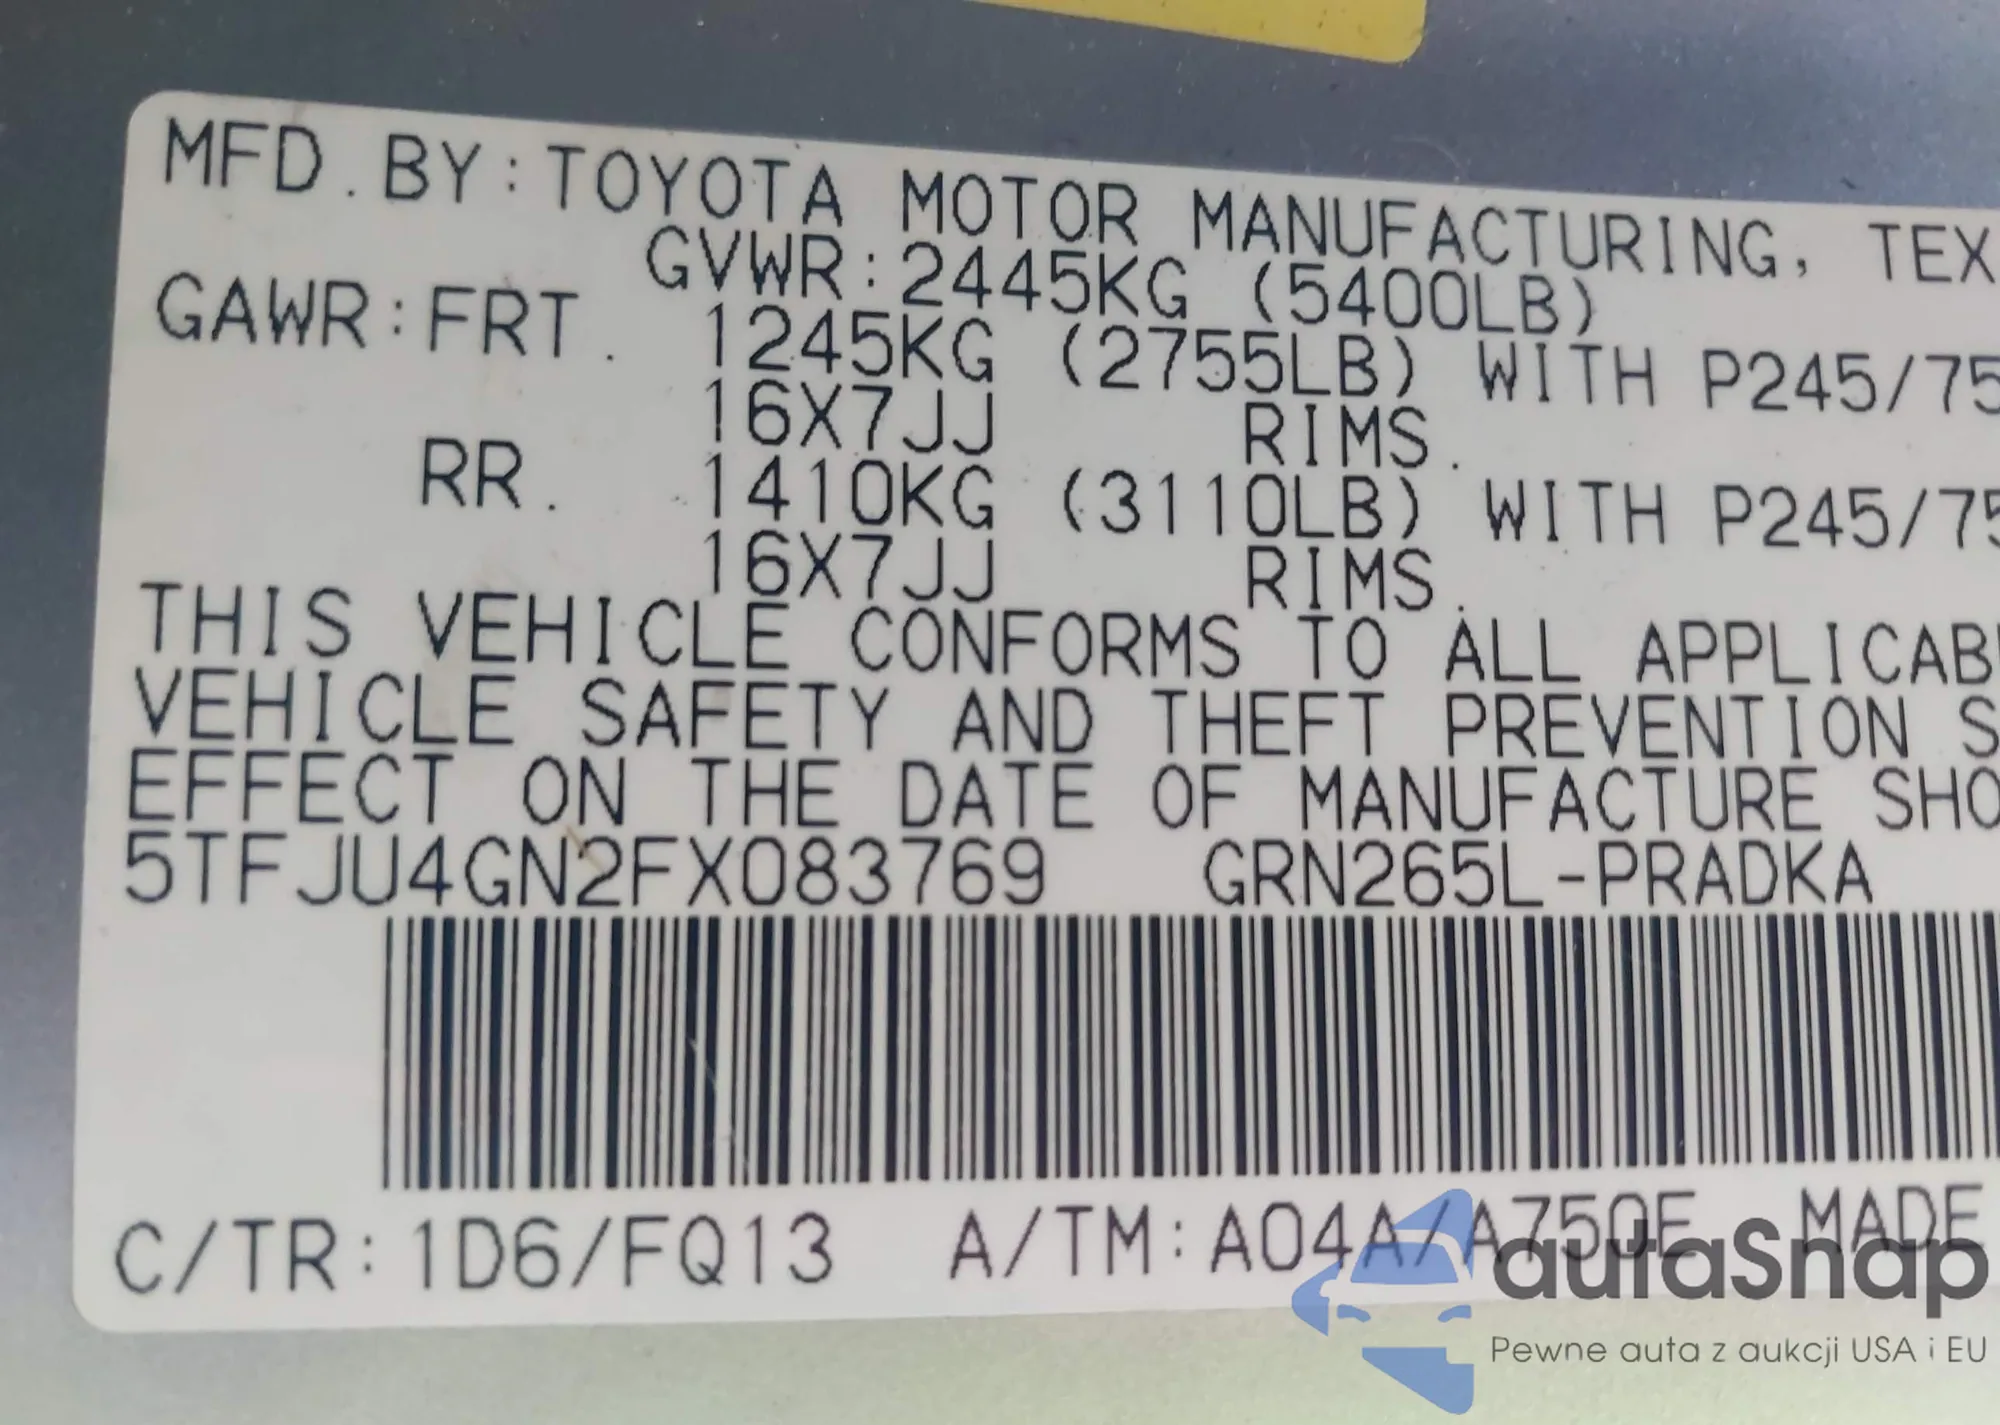 MFD.BY:TOYOTA MOTOR MANUFACTURING, TEX
GVWR:2445KG (5400LB)
GAWR:FRT. 1245KG (2755LB) WITH P245/75
16X7JJ RIMS.
RR. 1410KG (3110LB) WITH P245/75
16X7JJ RIMS.
THIS VEHICLE CONFORMS TO ALL APPLICAB
VEHICLE SAFETY AND THEFT PREVENTION S
EFFECT ON THE DATE OF MANUFACTURE SHO
5TFJU4GN2FX083769 GRN265L-PRADKA
C/TR:1D6/FQ13 A/TM:A04A/A750E MADE
autaSnap
Pewne auta z aukcji USA i EU